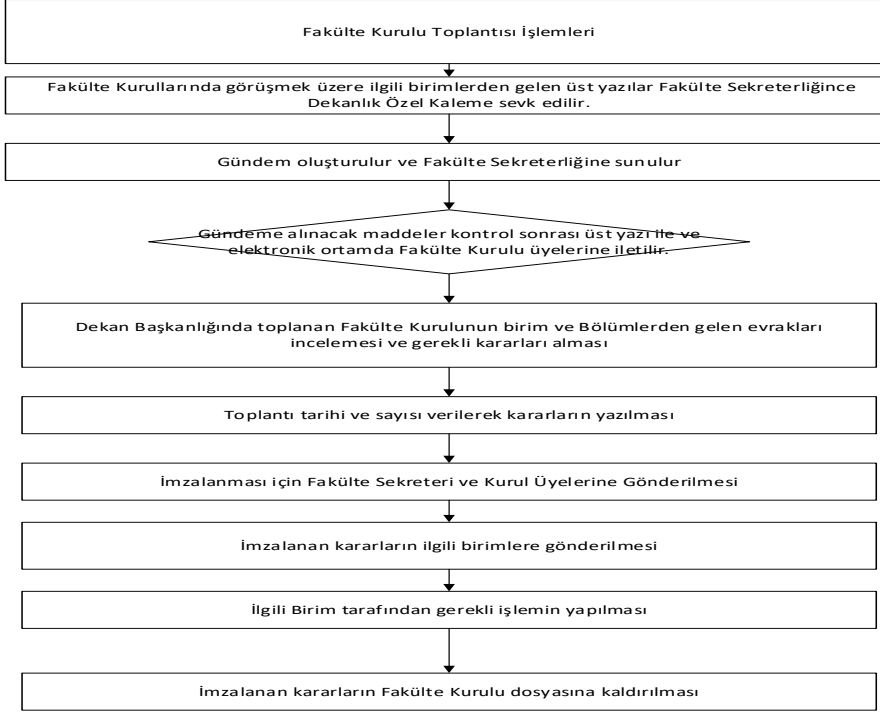 Fakülte Kurulu Toplantısı İşlemleri
Fakülte Kurullarında görüşmek üzere ilgili birimlerden gelen üst yazılar Fakülte Sekreterliğince
Dekanlık Özel Kaleme sevk edilir.
Gündem oluşturulur ve Fakülte Sekreterliğine sunulur
Gündeme alınacak maddeler kontrol sonrası üst yazı ile ve
elektronik ortamda Fakülte Kurulu üyelerine iletilir.
Dekan Başkanlığında toplanan Fakülte Kurulunun birim ve Bölümlerden gelen evrakları
incelemesi ve gerekli kararları alması
Toplantı tarihi ve sayısı verilerek kararların yazılması
İmzalanması için Fakülte Sekreteri ve Kurul Üyelerine Gönderilmesi
İmzalanan kararların ilgili birimlere gönderilmesi
İlgili Birim tarafından gerekli işlemin yapılması
İmzalanan kararların Fakülte Kurulu dosyasına kaldırılması